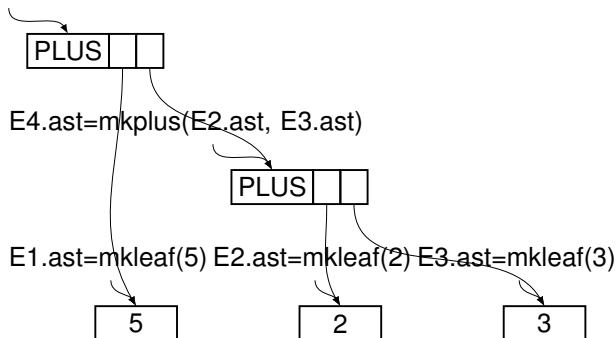 PLUS
E4.ast=mkplus(E2.ast, E3.ast)
PLUS
E1.ast=mkleaf(5) E2.ast=mkleaf(2) E3.ast=mkleaf(3)
5 2 3